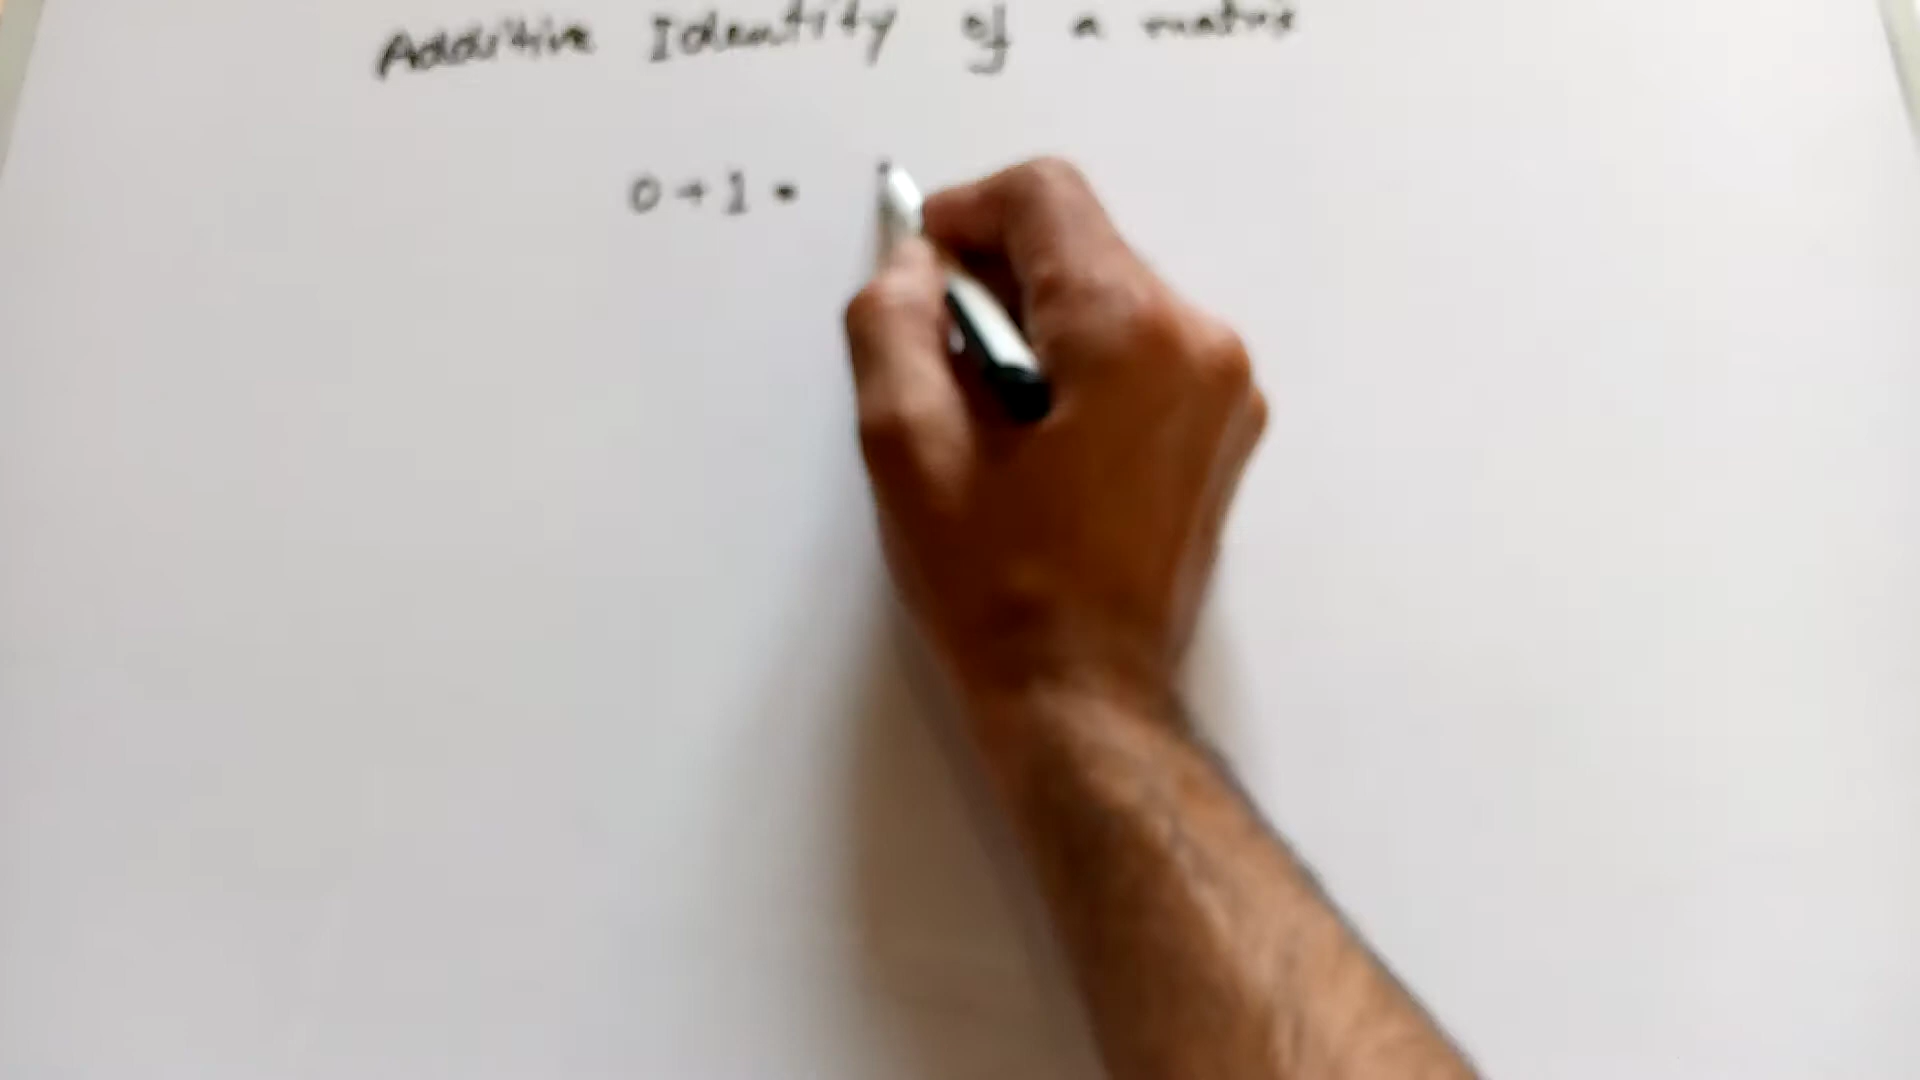 Additive Identity of a matrix
0 + 1 =